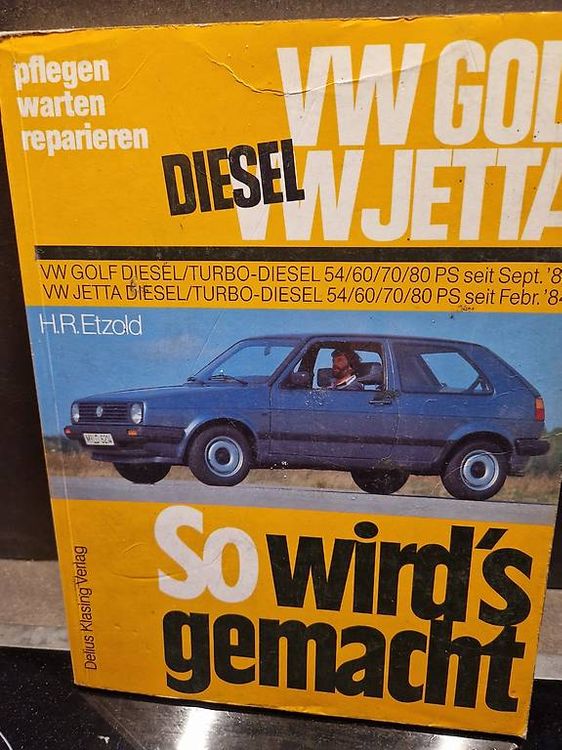 pflegen
warten
reparieren
VW GOL
DIESEL
VW JETTA
VW GOLF DIESEL/TURBO-DIESEL 54/60/70/80 PS seit Sept. '8
VW JETTA DIESEL/TURBO-DIESEL 54/60/70/80 PS seit Febr. '84
H.R. Etzold
So wird's
gemacht
Delius Klasing Verlag